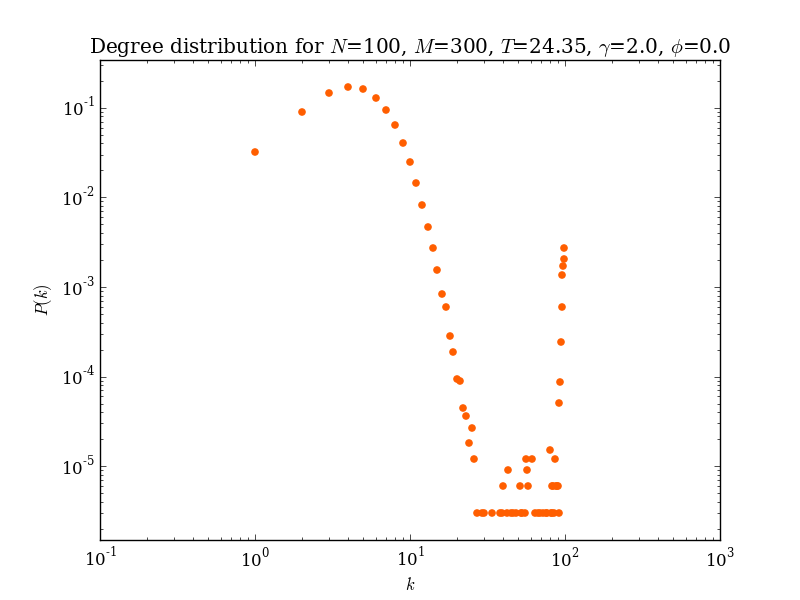 Degree distribution for N=100, M=300, T=24.35, γ=2.0, ϕ=0.0
10^-1
10^-2
10^-3
10^-4
10^-5
P(k)
10^-1 10^0 10^1 10^2 10^3
k